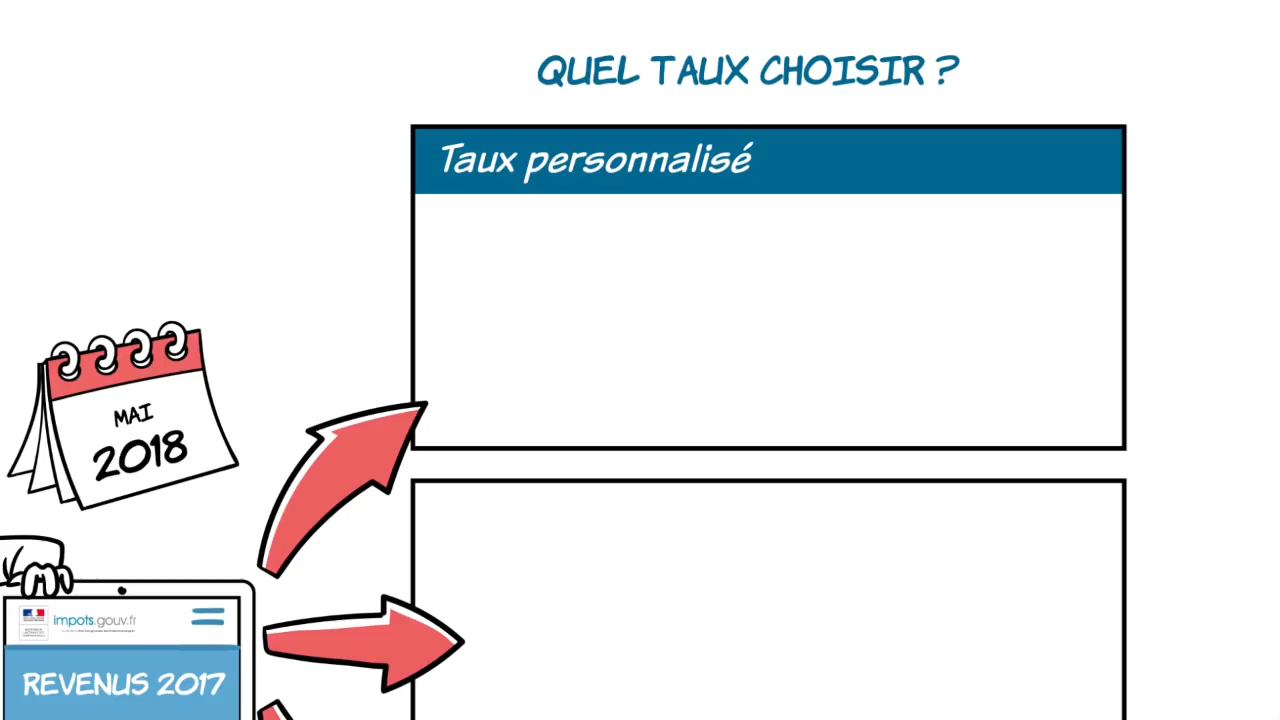 QUEL TAUX CHOISIR ?
Taux personnalisé
MAI
2018
impots.gouv.fr
REVENUS 2017